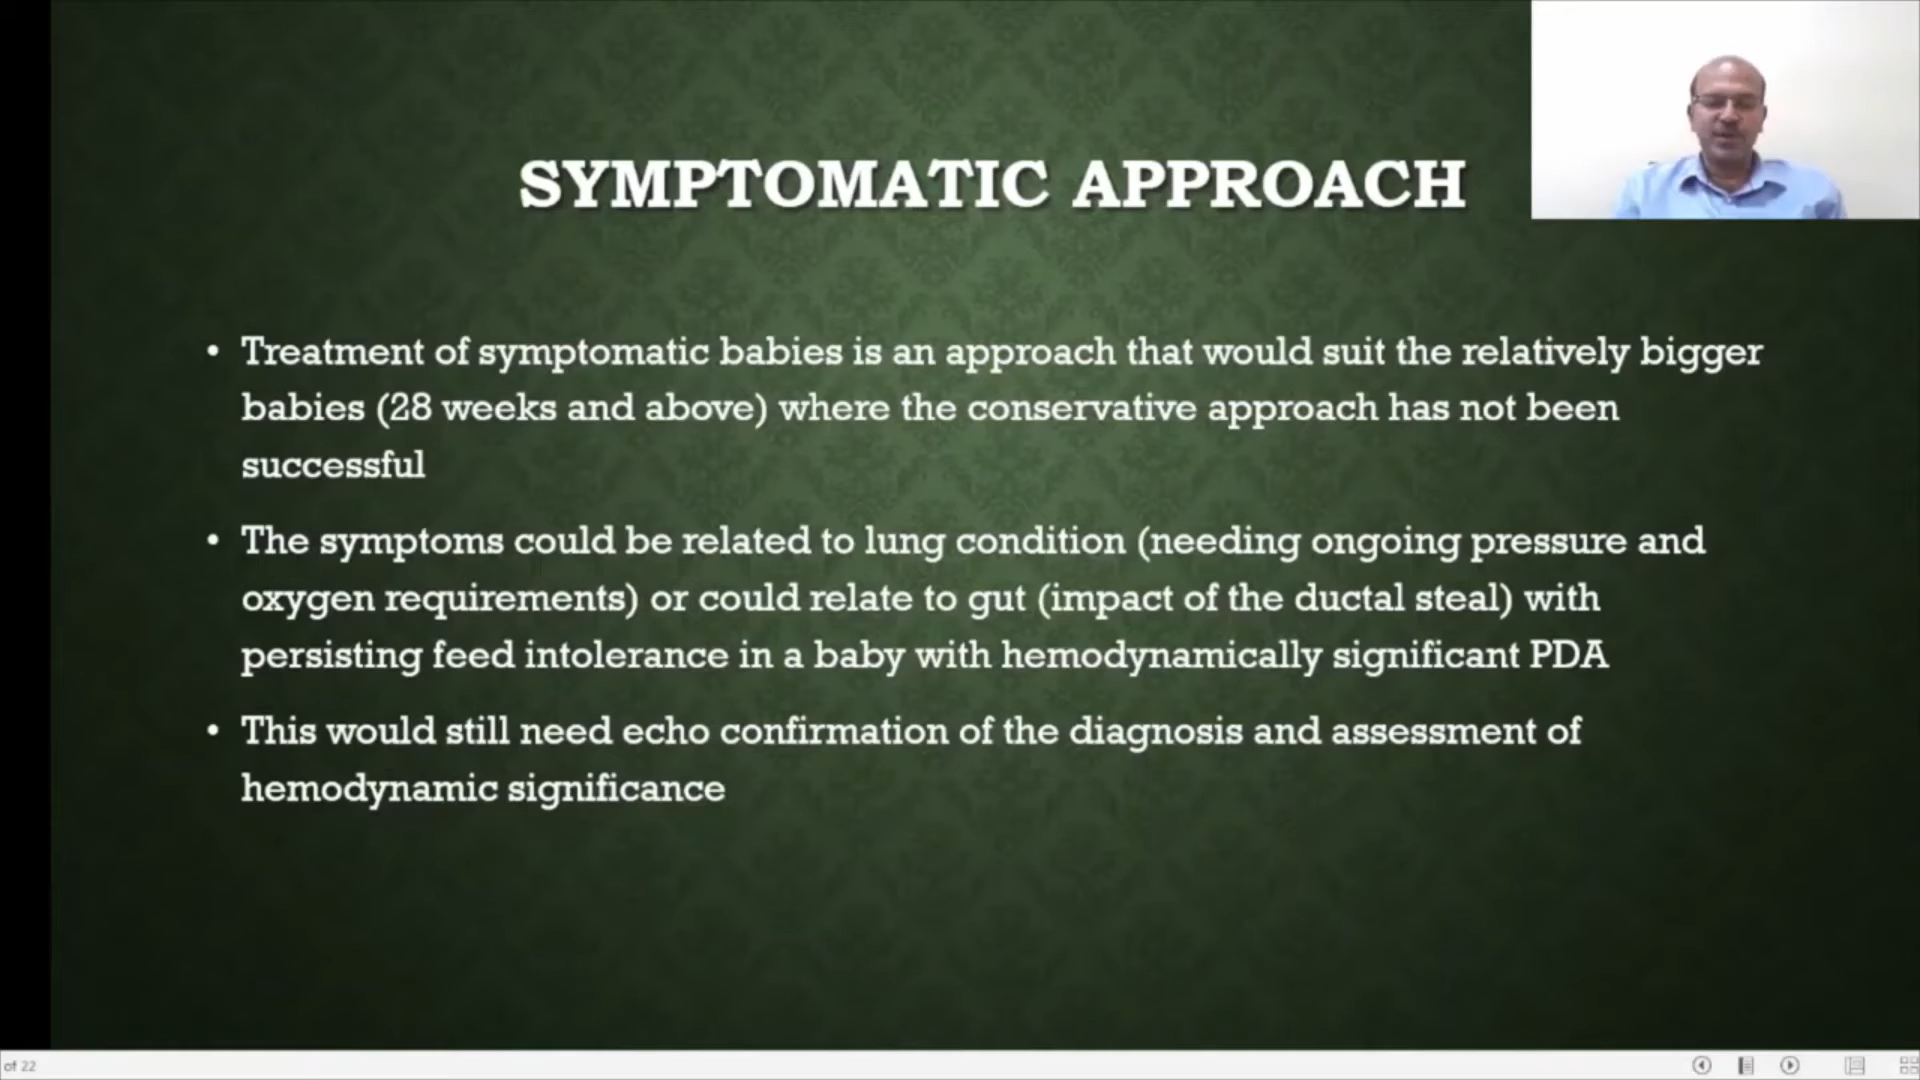 SYMPTOMATIC APPROACH
• Treatment of symptomatic babies is an approach that would suit the relatively bigger
babies (28 weeks and above) where the conservative approach has not been
successful
• The symptoms could be related to lung condition (needing ongoing pressure and
oxygen requirements) or could relate to gut (impact of the ductal steal) with
persisting feed intolerance in a baby with hemodynamically significant PDA
• This would still need echo confirmation of the diagnosis and assessment of
hemodynamic significance
of 22